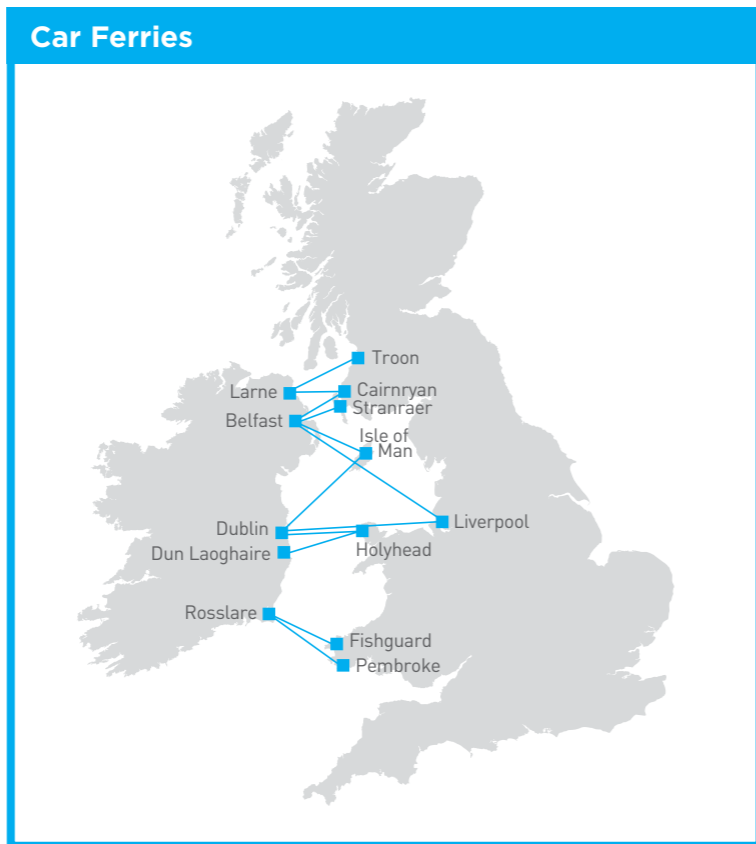 Car Ferries
Troon
Larne
Cairnryan
Stranraer
Belfast
Isle of
Man
Dublin
Liverpool
Dun Laoghaire
Holyhead
Rosslare
Fishguard
Pembroke